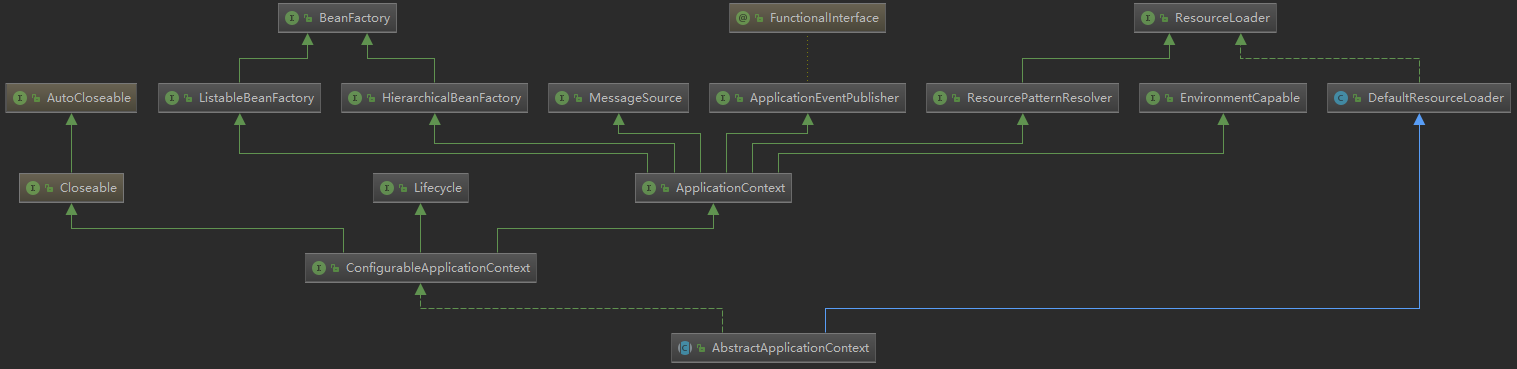 BeanFactory
FunctionalInterface
ResourceLoader
AutoCloseable
ListableBeanFactory
HierarchicalBeanFactory
MessageSource
ApplicationEventPublisher
ResourcePatternResolver
EnvironmentCapable
DefaultResourceLoader
Closeable
Lifecycle
ApplicationContext
ConfigurableApplicationContext
AbstractApplicationContext